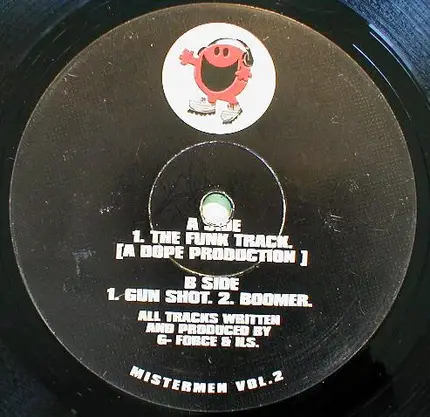 A SIDE
1. THE FUNK TRACK.
[A DOPE PRODUCTION ]
B SIDE
1. GUN SHOT. 2. BOOMER.
ALL TRACKS WRITTEN
AND PRODUCED BY
G- FORCE & ILS.
MISTERMEN VOL.2